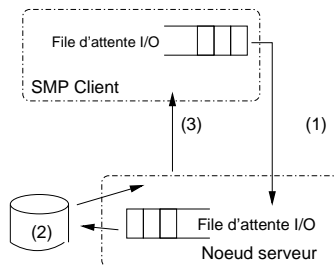 File d'attente I/O
SMP Client
(3)
(1)
(2)
File d'attente I/O
Noeud serveur